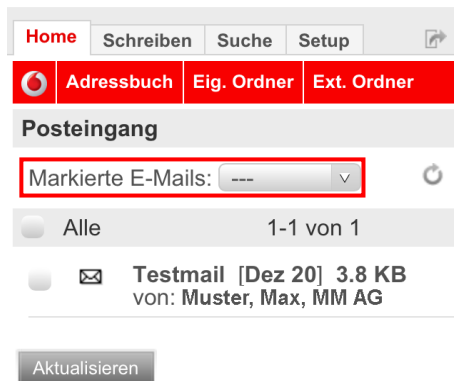 Home Schreiben Suche Setup
Adressbuch Eig. Ordner Ext. Ordner
Posteingang
Markierte E-Mails: ---
Alle 1-1 von 1
Testmail [Dez 20] 3.8 KB
von: Muster, Max, MM AG
Aktualisieren